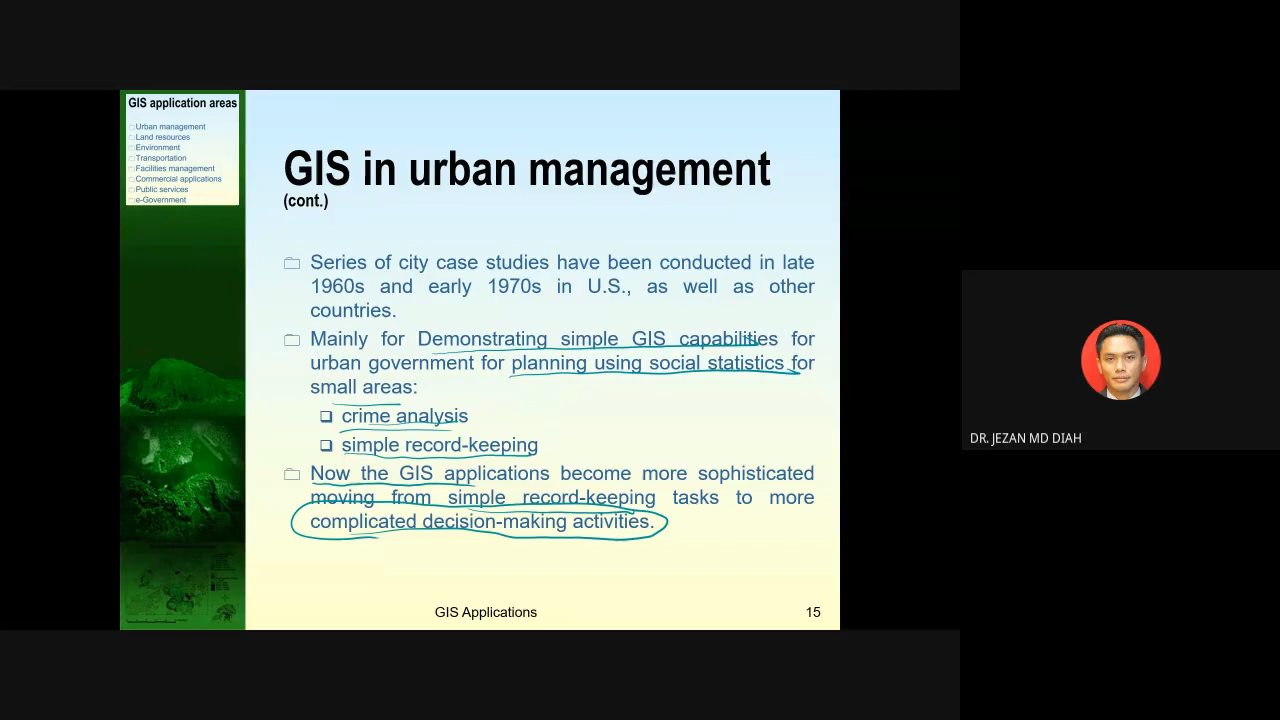 GIS application areas
Urban management
Land resources
Environment
Transportation
Facilities management
Commercial applications
Public services
e-Government
GIS in urban management
(cont.)
Series of city case studies have been conducted in late
1960s and early 1970s in U.S., as well as other
countries.
Mainly for Demonstrating simple GIS capabilities for
urban government for planning using social statistics for
small areas:
crime analysis
simple record-keeping
Now the GIS applications become more sophisticated
moving from simple record-keeping tasks to more
complicated decision-making activities.
GIS Applications
15
DR. JEZAN MD DIAH